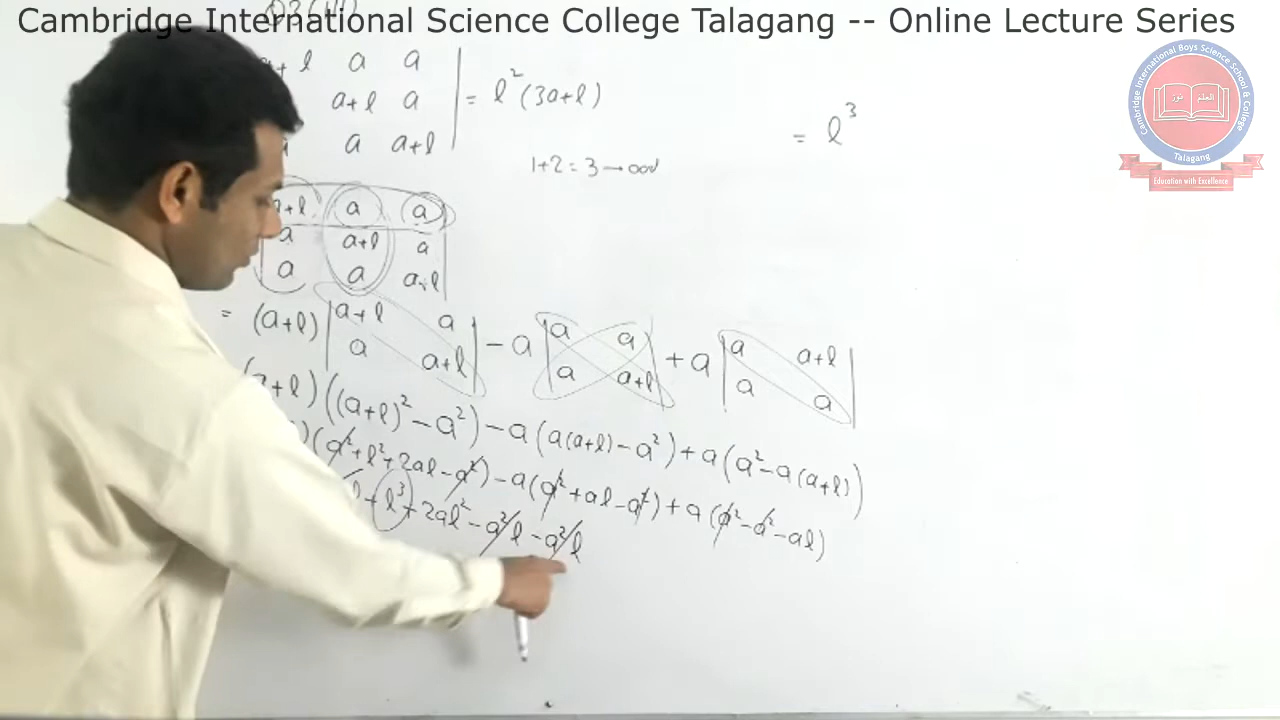 Cambridge International Science College Talagang -- Online Lecture Series
Cambridge International Boys Science School & College
العلم نور
Talagang
Education with Excellence
a+l a a
a+l a = l²(3a+l)
a a+l
= l³
1+2=3→odd
a+l a a
a a+l a
a a a+l
= (a+l) |a+l a| - a |a a| + a |a a+l|
|a a+l| |a a+l| |a a|
+l)((a+l)²-a²)-a(a(a+l)-a²)+a(a²-a(a+l))
)(a²+l²+2al-a²)-a(a²+al-a²)+a(a²-a²-al)
l+l³+2al²-a²l-a²l